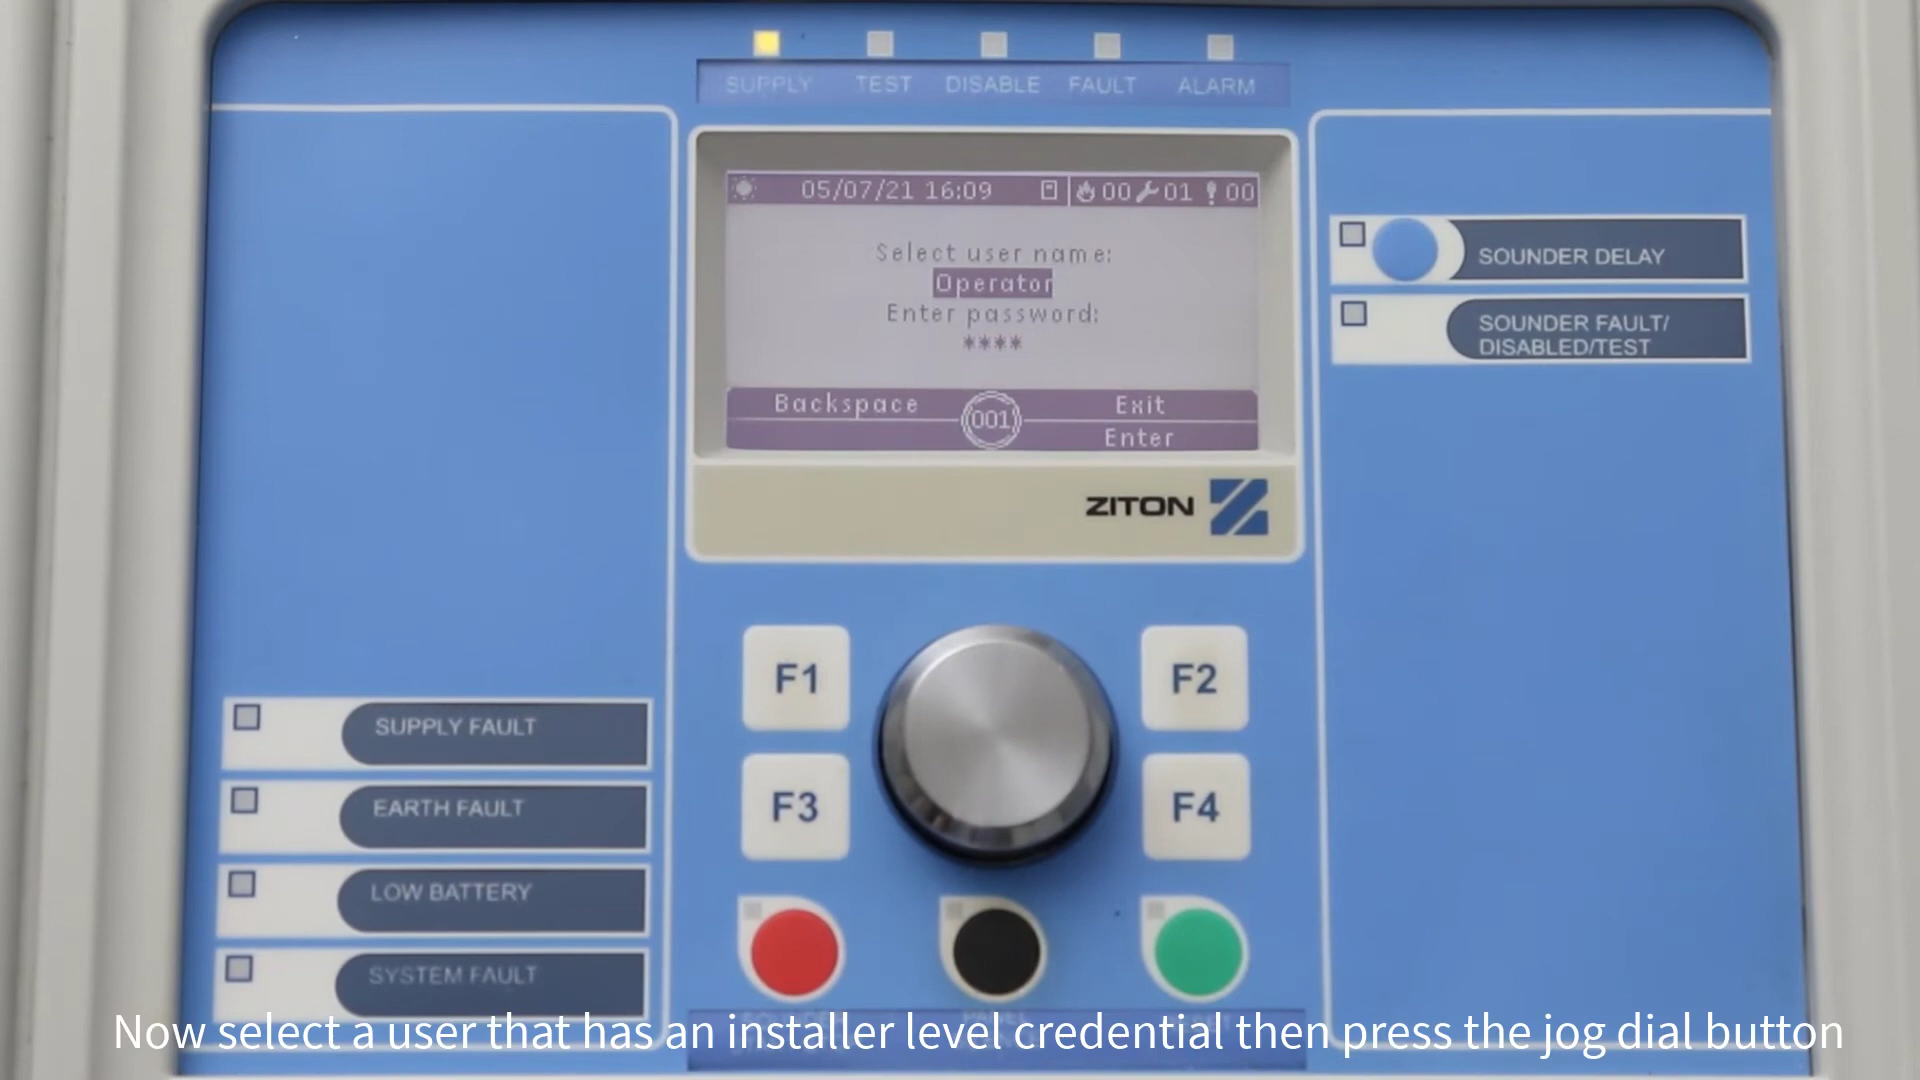 SUPPLY TEST DISABLE FAULT ALARM
05/07/21 16:09 00 01 00
Select user name:
Operator
Enter password:
****
Backspace Exit
001
Enter
ZITON
SOUNDER DELAY
SOUNDER FAULT/
DISABLED/TEST
F1 F2
F3 F4
SUPPLY FAULT
EARTH FAULT
LOW BATTERY
SYSTEM FAULT
Now select a user that has an installer level credential then press the jog dial button